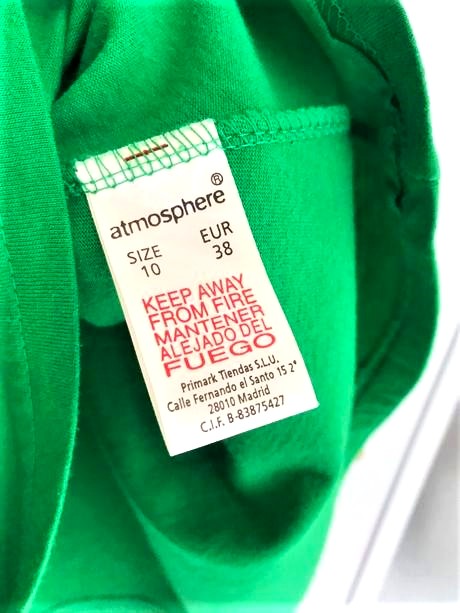 atmosphere®
SIZE EUR
10 38
KEEP AWAY
FROM FIRE
MANTENER
ALEJADO DEL
FUEGO
Primark Tiendas S.L.U.
Calle Fernando el Santo 15 2°
28010 Madrid
C.I.F. B-83875427